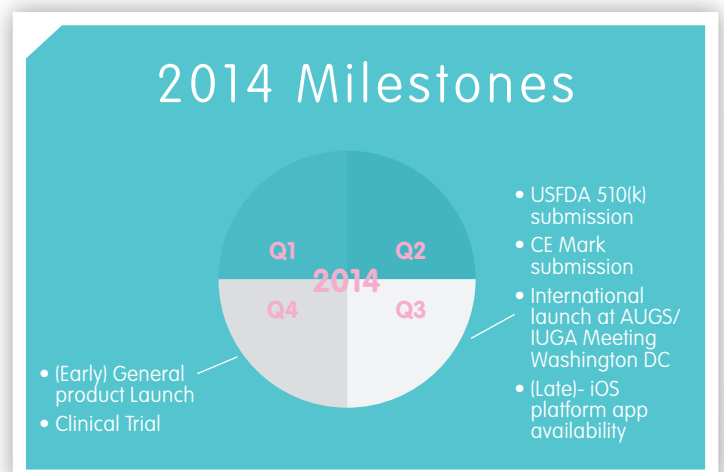 2014 Milestones
Q1
Q2
2014
Q4
Q3
• USFDA 510(k)
submission
• CE Mark
submission
• International
launch at AUGS/
IUGA Meeting
Washington DC
• (Late)- iOS
platform app
availability
• (Early) General
product Launch
• Clinical Trial